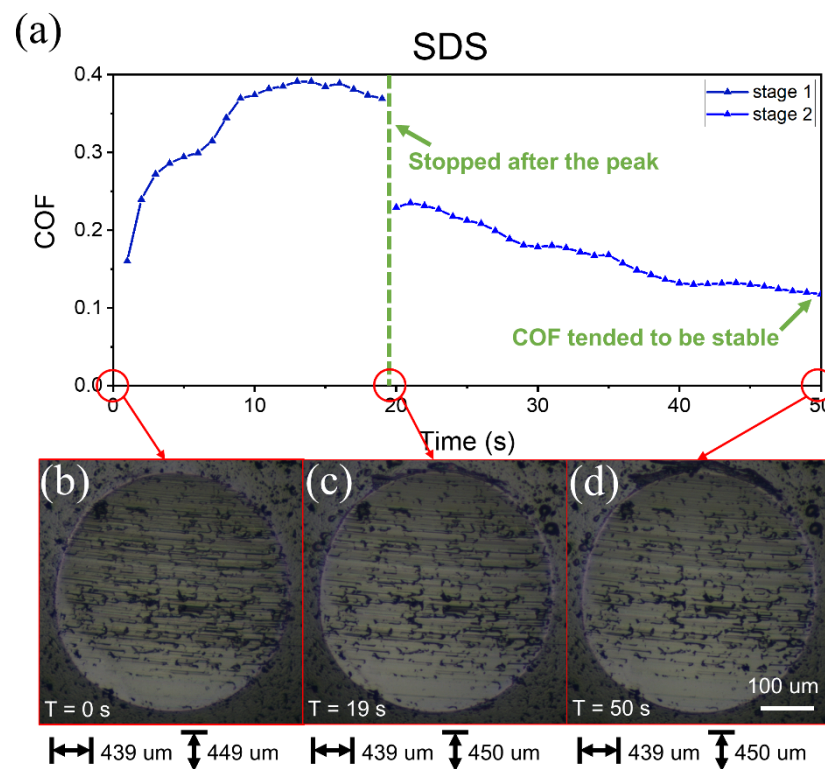 (a)
SDS
0.4
0.3
0.2
0.1
0.0
COF
stage 1
stage 2
Stopped after the peak
COF tended to be stable
0
10
20
30
40
50
Time (s)
(b)
T = 0 s
(c)
T = 19 s
(d)
T = 50 s
100 um
439 um
449 um
439 um
450 um
439 um
450 um